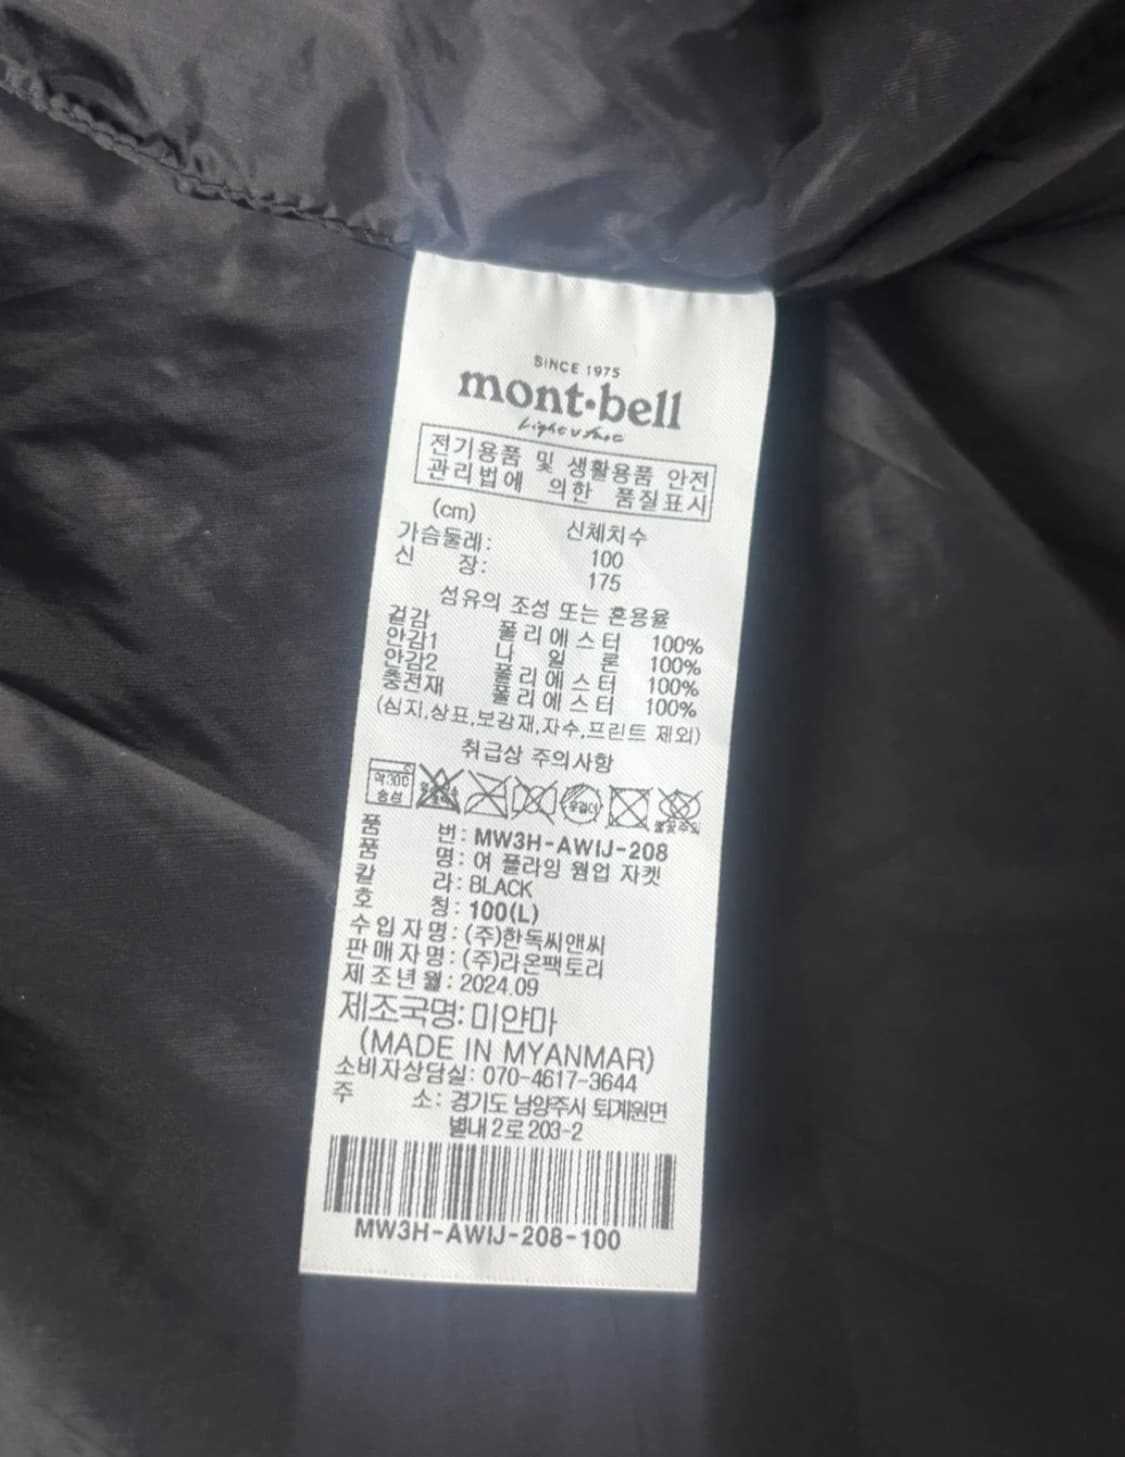 SINCE 1975
mont·bell
Light & Fast
전기용품 및 생활용품 안전
관리법에 의한 품질표시
(cm) 신체치수
가슴둘레: 100
신 장: 175
섬유의 조성 또는 혼용율
겉감 폴리에스터 100%
안감1 나 일 론 100%
안감2 폴리에스터 100%
충전재 폴리에스터 100%
(심지,상표,보강재,자수,프린트 제외)
취급상 주의사항
약30℃
중성
품 번: MW3H-AWIJ-208
품 명: 여 플라잉 웜업 자켓
칼 라: BLACK
호 칭: 100(L)
수입자명: (주)한독씨앤씨
판매자명: (주)라온팩토리
제조년월: 2024.09
제조국명: 미얀마
(MADE IN MYANMAR)
소비자상담실: 070-4617-3644
주 소: 경기도 남양주시 퇴계원면
별내2로 203-2
MW3H-AWIJ-208-100